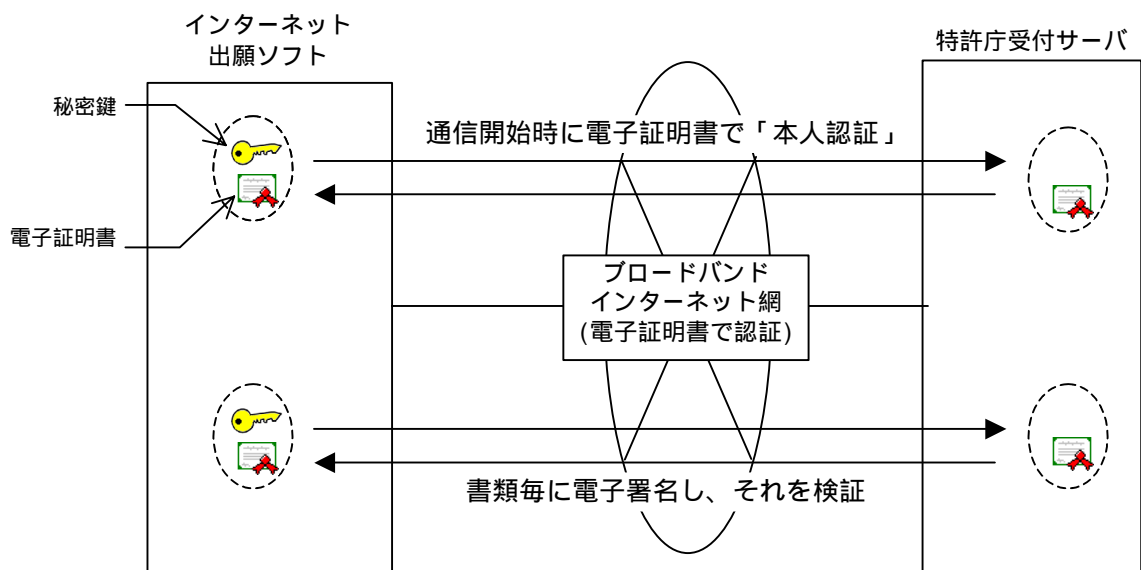 インターネット
出願ソフト
特許庁受付サーバ
秘密鍵
通信開始時に電子証明書で「本人認証」
電子証明書
ブロードバンド
インターネット網
(電子証明書で認証)
書類毎に電子署名し、それを検証